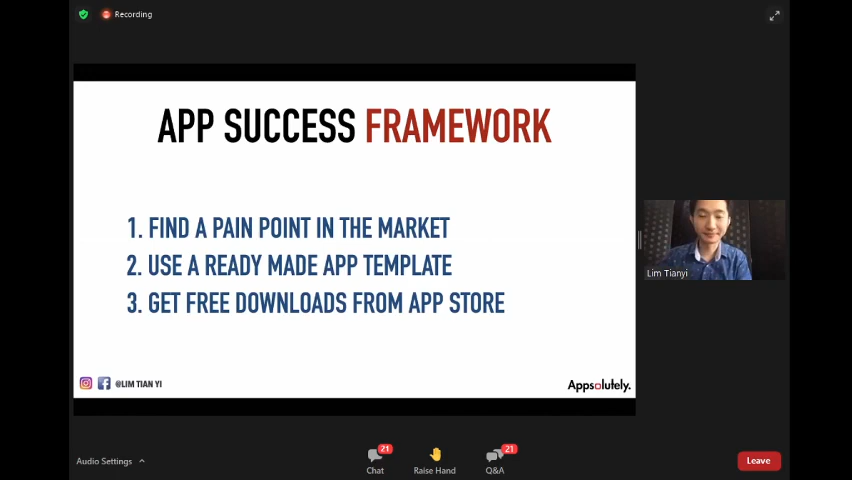 Recording
APP SUCCESS FRAMEWORK
1. FIND A PAIN POINT IN THE MARKET
2. USE A READY MADE APP TEMPLATE
3. GET FREE DOWNLOADS FROM APP STORE
Lim Tianyi
@LIM TIAN YI
Appsolutely.
Audio Settings
21
Chat
Raise Hand
21
Q&A
Leave